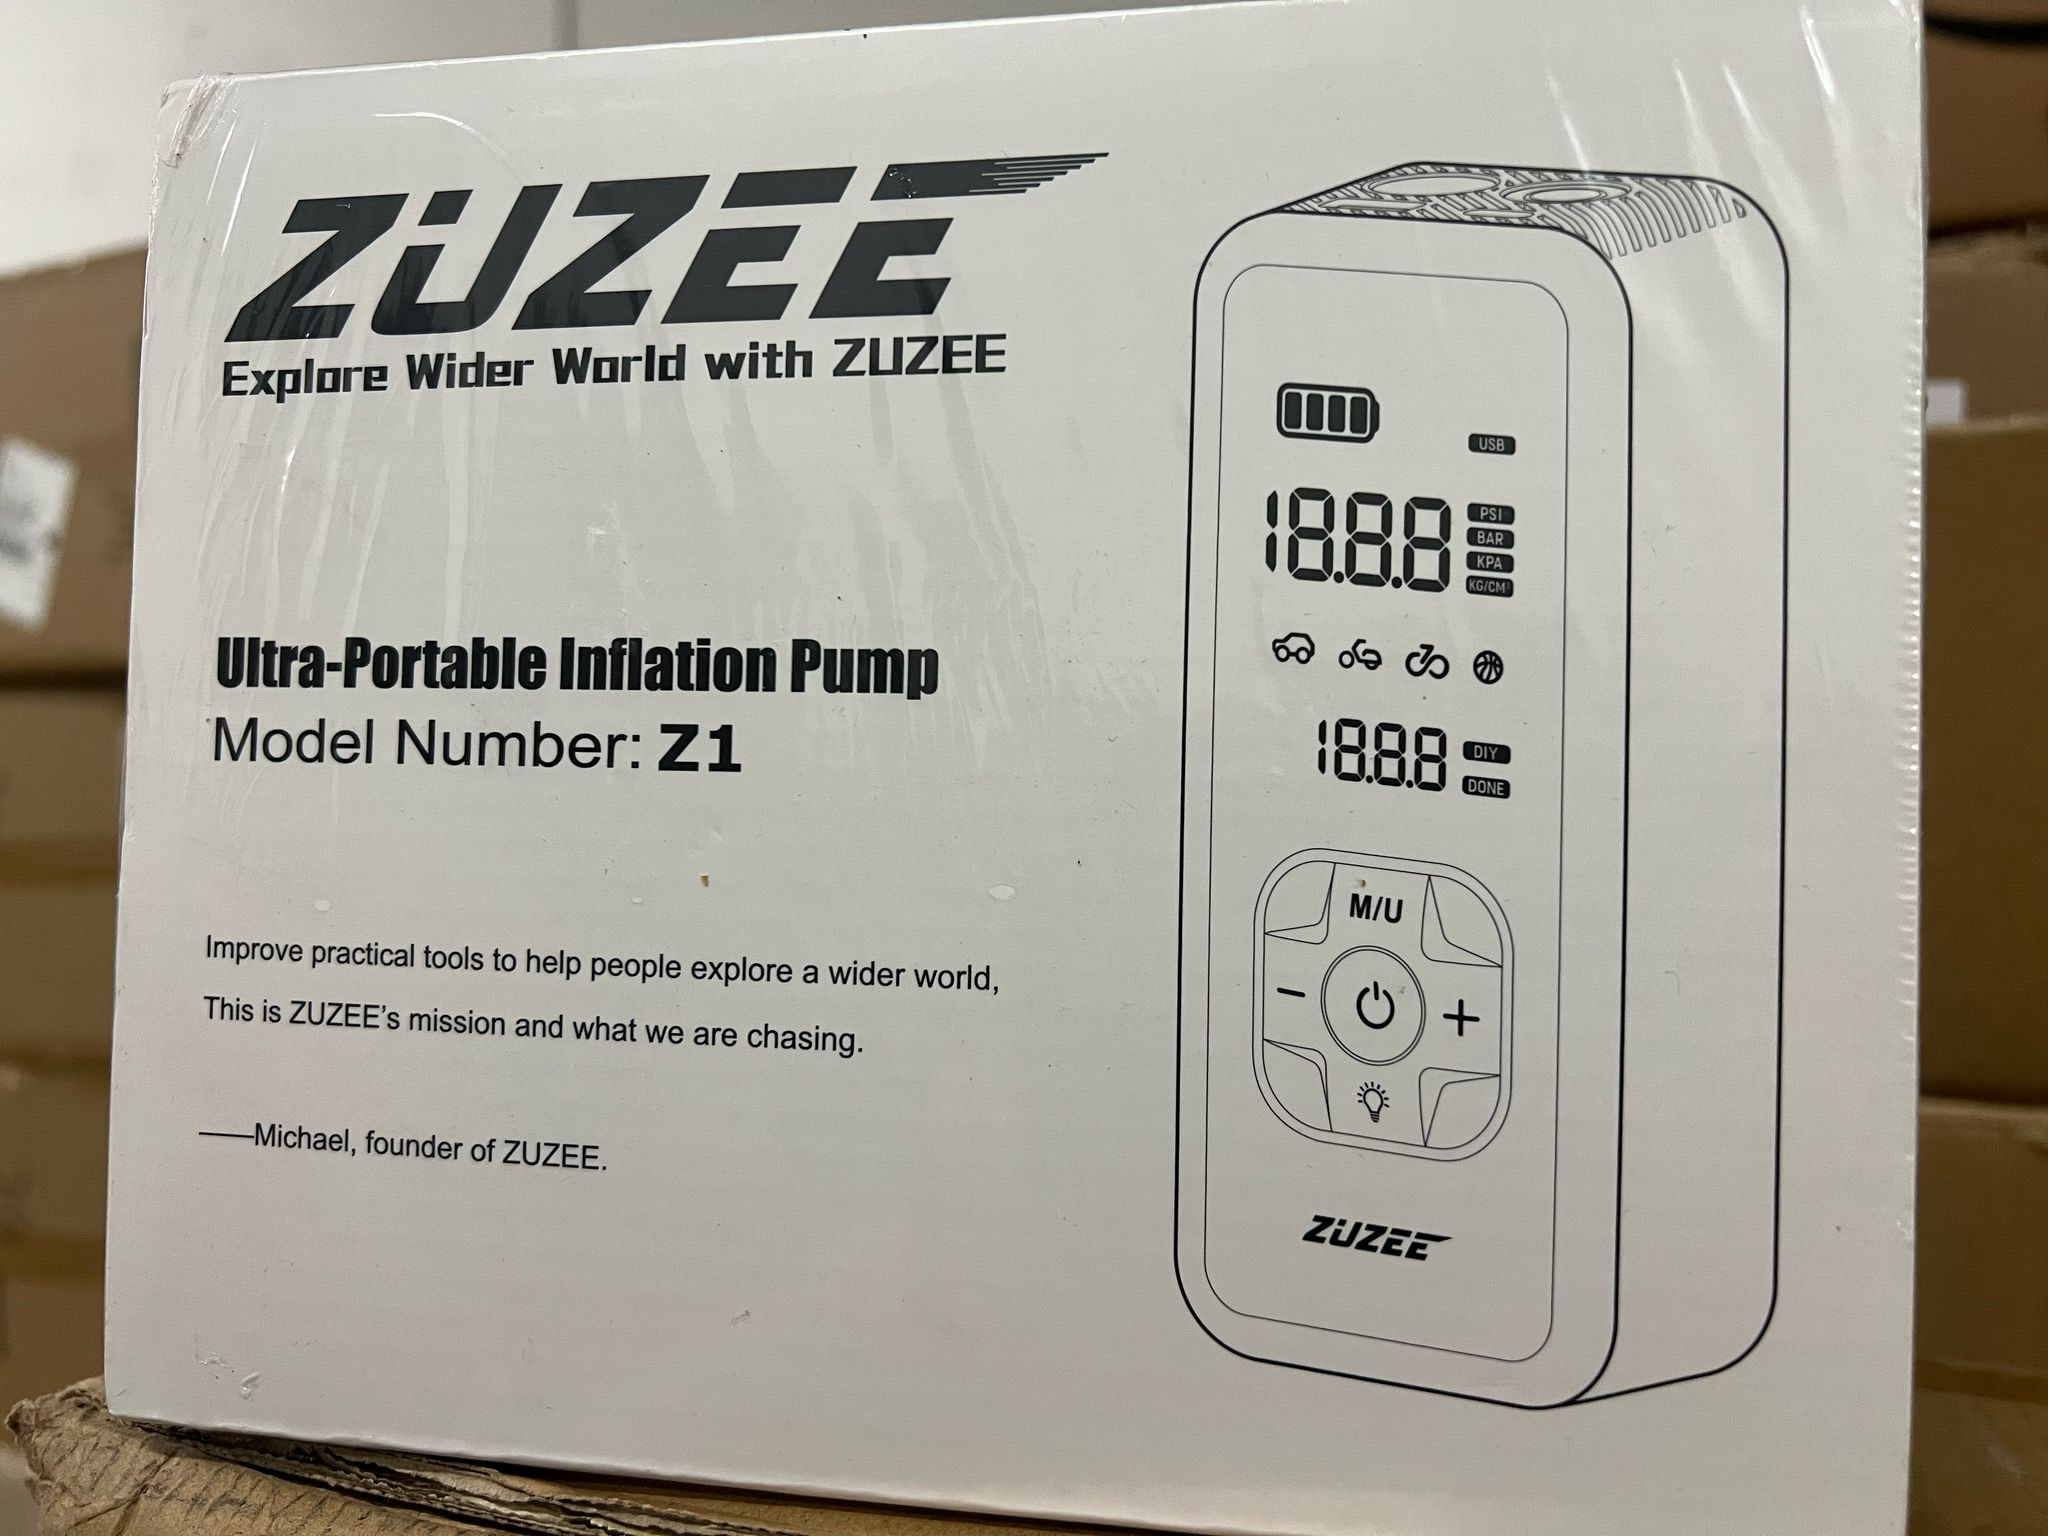 ZUZEE
Explore Wider World with ZUZEE
Ultra-Portable Inflation Pump
Model Number: Z1
Improve practical tools to help people explore a wider world,
This is ZUZEE's mission and what we are chasing.
——Michael, founder of ZUZEE.
USB
18.8.8
PSI
BAR
KPA
KG/CM²
18.8.8
DIY
DONE
M/U
− +
ZUZEE